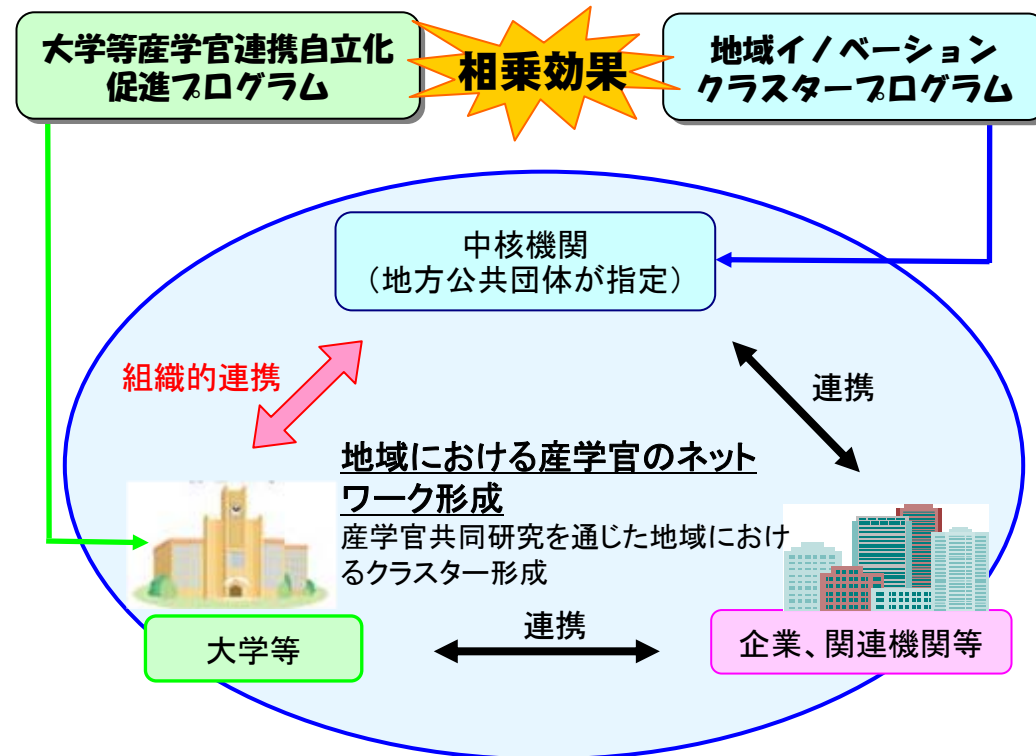 大学等産学官連携自立化
促進プログラム
相乗効果
地域イノベーション
クラスタープログラム
中核機関
（地方公共団体が指定）
組織的連携
連携
地域における産学官のネット
ワーク形成
産学官共同研究を通じた地域におけ
るクラスター形成
大学等
連携
企業、関連機関等